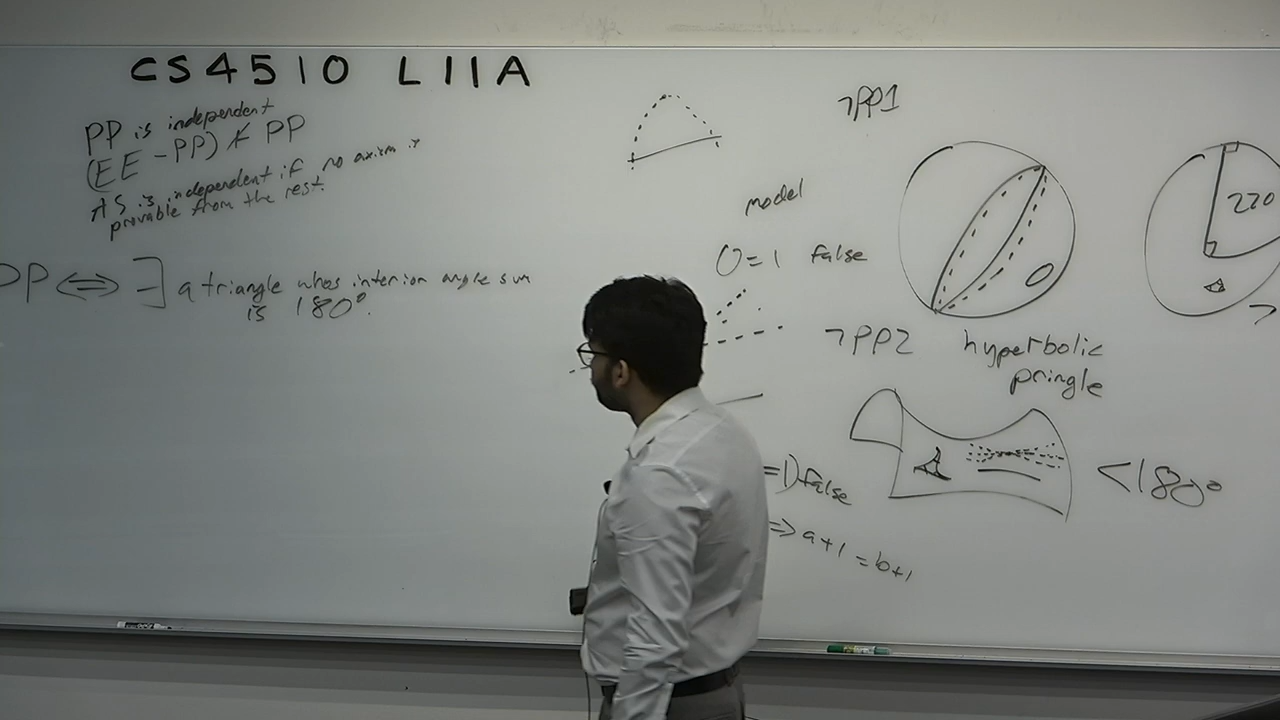 CS4510 L11A
PP is independent
(EE - PP) ⊬ PP
AS is independent if no axiom is
provable from the rest.
PP ⟺ ∃ a triangle whos interior angle sum
is 180°.
¬PP1
model
0=1 false
270
¬PP2 hyperbolic
pringle
=1) false
<180°
⇒ a+1 = b+1